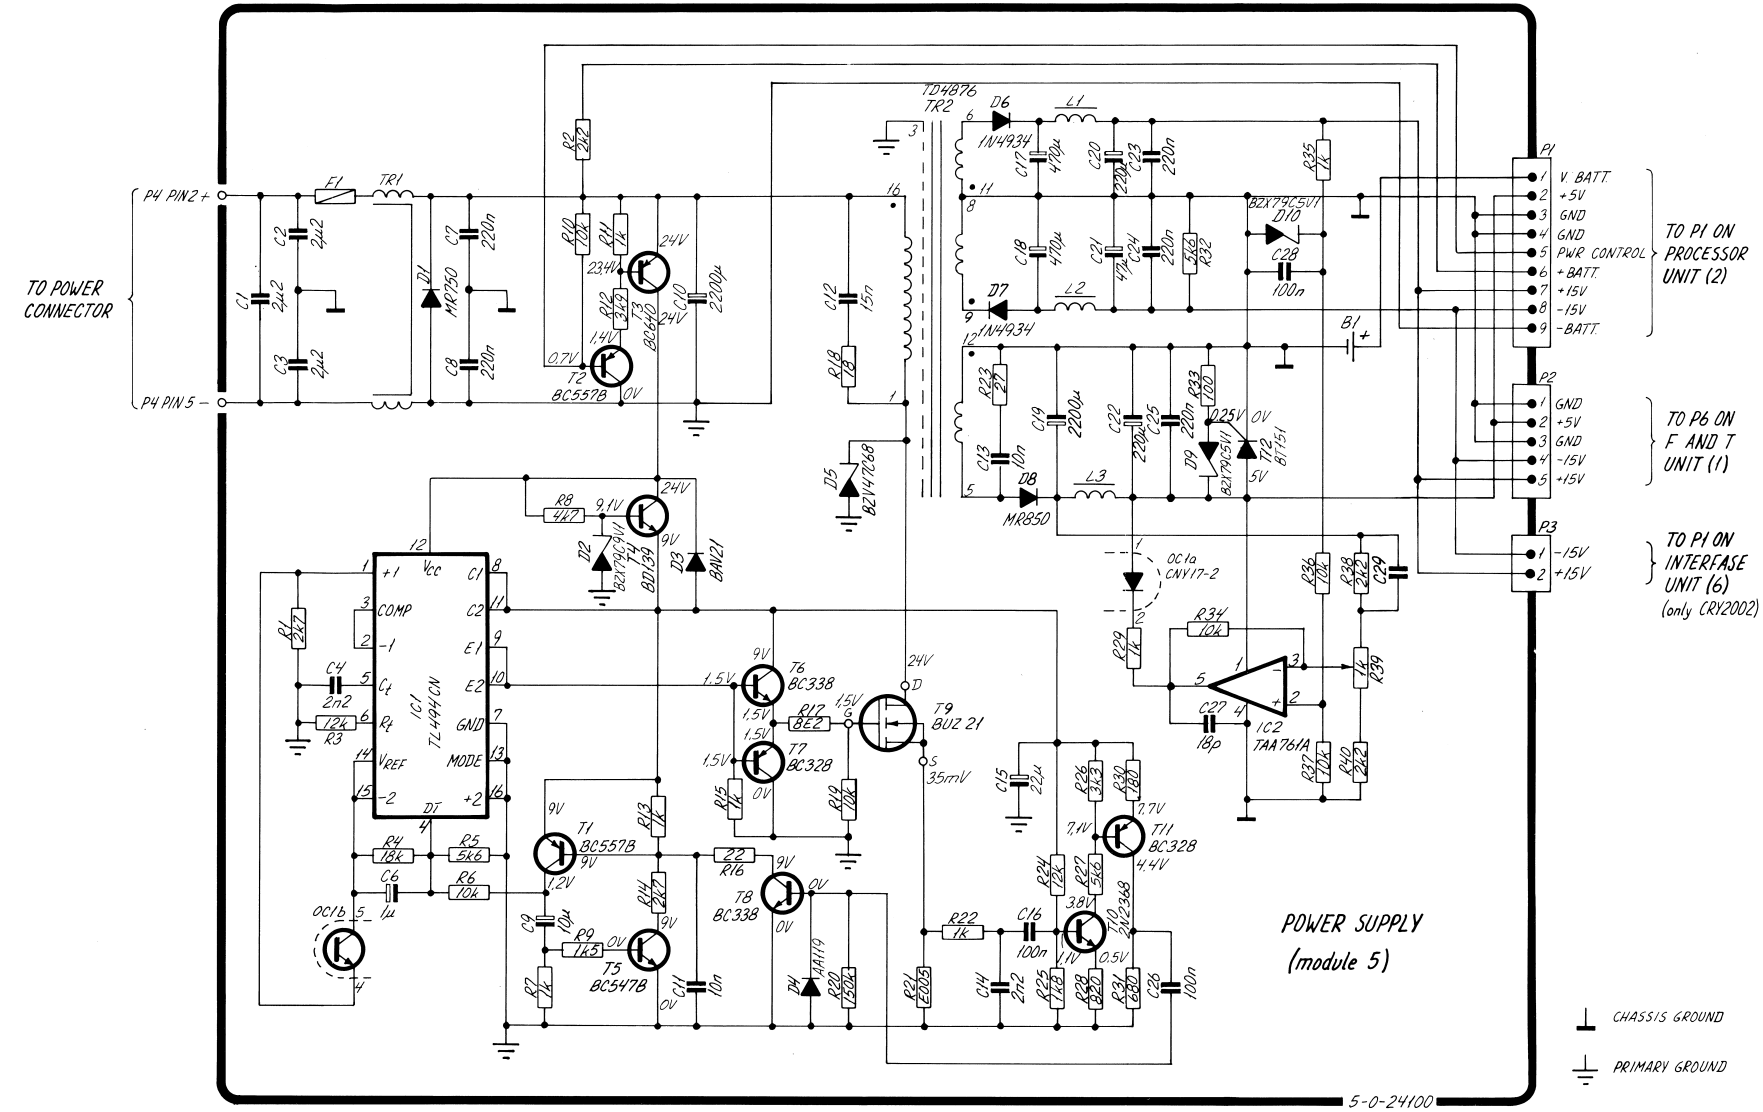 TD4876
TR2
3
6
D6
1N4934
L1
C17
470µ
C20
220µ
C23
220n
R35
1k
R2
2k2
P1
1 V. BATT.
2 +5V
3 GND
4 GND
5 PWR CONTROL
6 +BATT.
7 +15V
8 -15V
9 -BATT.
TO P1 ON
PROCESSOR
UNIT (2)
P4 PIN2 +
F1
TR1
16
11
8
BZX79C5V1
D10
C28
100n
C2
2µ2
C7
220n
R10
10k
R11
1k
24V
23,4V
C18
470µ
C21
47µ
C24
220n
5k6
R32
TO POWER
CONNECTOR
C1
2µ2
D1
MR750
R12
3k9
T3
BC640
24V
C10
2200µ
C12
15n
9
D7
1N4934
L2
B1
+
C3
2µ2
C8
220n
0,7V
1,4V
T2
BC557B
0V
R18
18
12
R23
27
C19
2200µ
C22
220µ
C25
220n
R33
100
0.25V
0V
D9
BZX79C5V1
Tr2
BT151
5V
P4 PIN 5 -
1
P2
1 GND
2 +5V
3 GND
4 -15V
5 +15V
TO P6 ON
F AND T
UNIT (1)
C13
10n
5
D8
MR850
L3
D5
BZV47C68
R8
4k7
9,1V
24V
9V
D2
BZX79C9V1
T4
BD139
D3
BAV21
P3
1 -15V
2 +15V
TO P1 ON
INTERFASE
UNIT (6)
(only CRY2002)
1
OC1a
CNY17-2
2
R29
1k
R34
10k
R36
10k
R38
2k2
C29
1k
R39
1
5
3
-
+
2
4
C27
18p
IC2
TAA761A
R37
10k
R40
2k2
12
VCC
1 +1
3 COMP
2 -1
5 Ct
6 Rt
14 VREF
15 -2
DT
4
IC1
TL494CN
C1 8
C2 11
E1 9
E2 10
GND 7
MODE 13
+2 16
R1
2k7
C4
2n2
12k
R3
9V
T6
BC338
1,5V
1,5V
1,5V
1,5V
T7
BC328
0V
R17
8E2
1,5V
G
24V
D
T9
BUZ 21
S
35mV
R15
1k
R19
10k
C15
22µ
R26
3k3
R30
180
7.7V
7,1V
T11
BC328
4,4V
R24
12k
R27
5k6
9V
T1
BC557B
9V
1,2V
R13
1k
R4
18k
R5
5k6
C6
1µ
R6
10k
22
R16
R14
2k7
9V
T8
BC338
0V
0V
OC1b
5
4
C9
10µ
R9
1k5
0V
9V
T5
BC547B
0V
R7
1k
C11
10n
D4
AA119
R20
150k
R21
E005
R22
1k
C16
100n
C14
2n2
3.8V
T10
2N2368
1,1V
0.5V
R25
1k8
R28
820
R31
680
C26
100n
POWER SUPPLY
(module 5)
CHASSIS GROUND
PRIMARY GROUND
5-0-24100